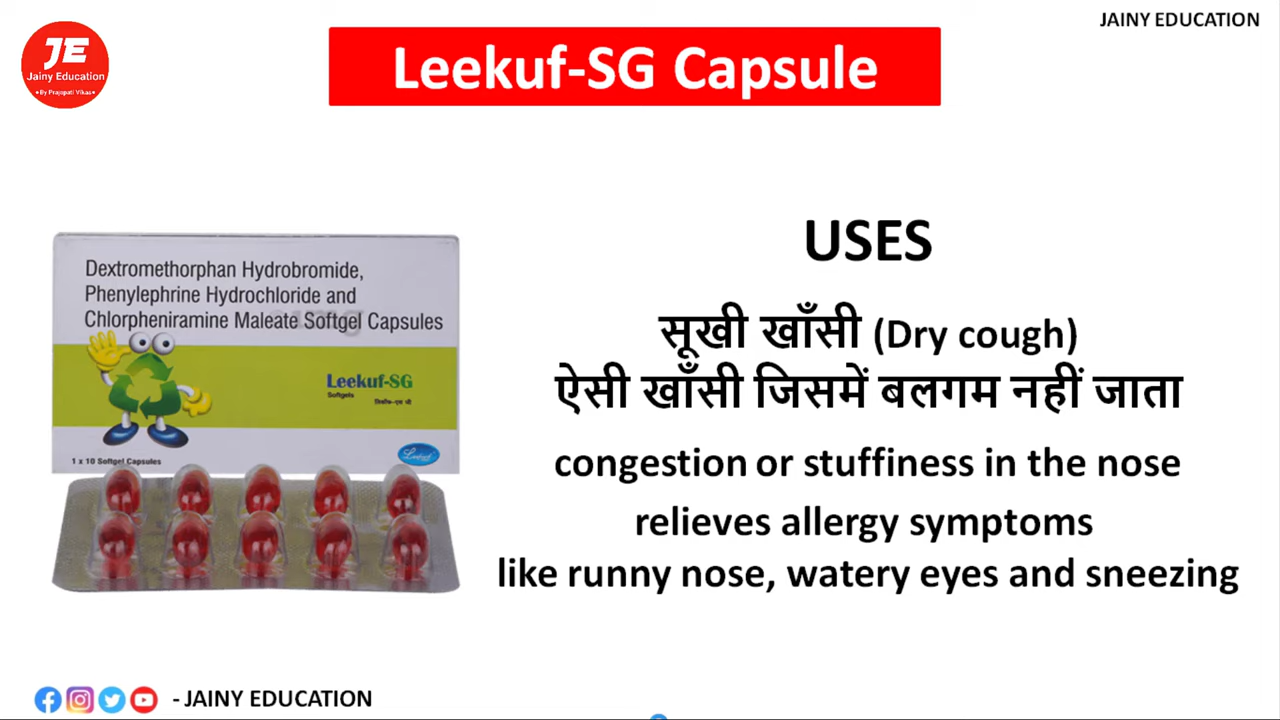 JAINY EDUCATION
JE
Jainy Education
•By Prajapati Vikas•
Leekuf-SG Capsule
Dextromethorphan Hydrobromide,
Phenylephrine Hydrochloride and
Chlorpheniramine Maleate Softgel Capsules
Leekuf-SG
Softgels
लिकॉफ-एस जी
1 x 10 Softgel Capsules
USES
सूखी खाँसी (Dry cough)
ऐसी खाँसी जिसमें बलगम नहीं जाता
congestion or stuffiness in the nose
relieves allergy symptoms
like runny nose, watery eyes and sneezing
- JAINY EDUCATION